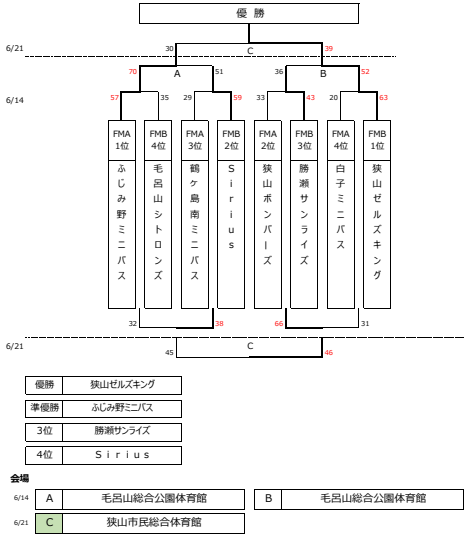 優 勝
6/21 30 C 39
70 A 51 36 B 52
6/14 57 35 29 59 33 43 20 63
FMA 1位 FMB 4位 FMA 3位 FMB 2位 FMA 2位 FMB 3位 FMA 4位 FMB 1位
ふじみ野ミニバス
毛呂山シトロンズ
鶴ヶ島南ミニバス
Sirius
狭山ボンバーズ
勝瀬サンライズ
白子ミニバス
狭山ゼルズキング
32 38 66 31
6/21 45 C 46
優勝 狭山ゼルズキング
準優勝 ふじみ野ミニバス
3位 勝瀬サンライズ
4位 Sirius
会場
6/14 A 毛呂山総合公園体育館 B 毛呂山総合公園体育館
6/21 C 狭山市民総合体育館